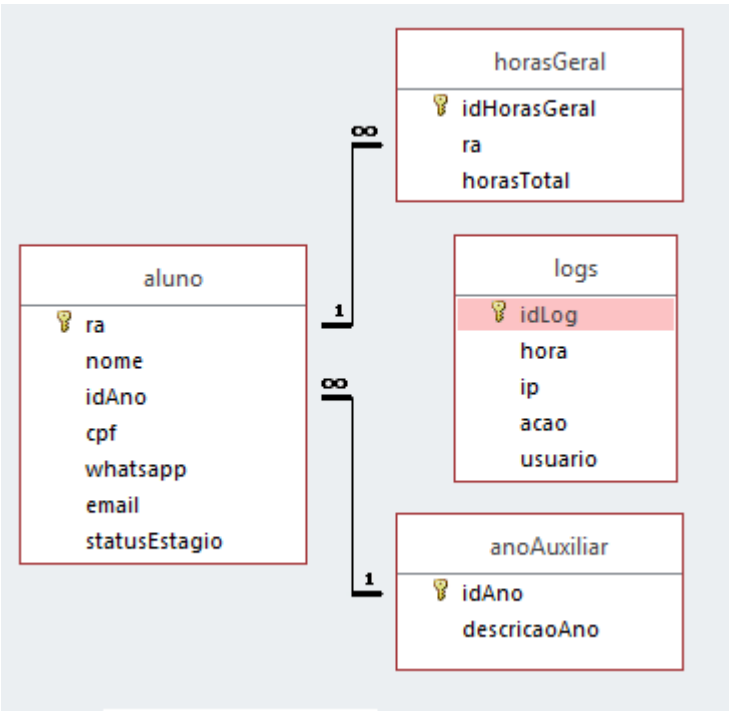 horasGeral
idHorasGeral
ra
horasTotal
∞
1
aluno
ra
nome
idAno
cpf
whatsapp
email
statusEstagio
logs
idLog
hora
ip
acao
usuario
∞
1
anoAuxiliar
idAno
descricaoAno